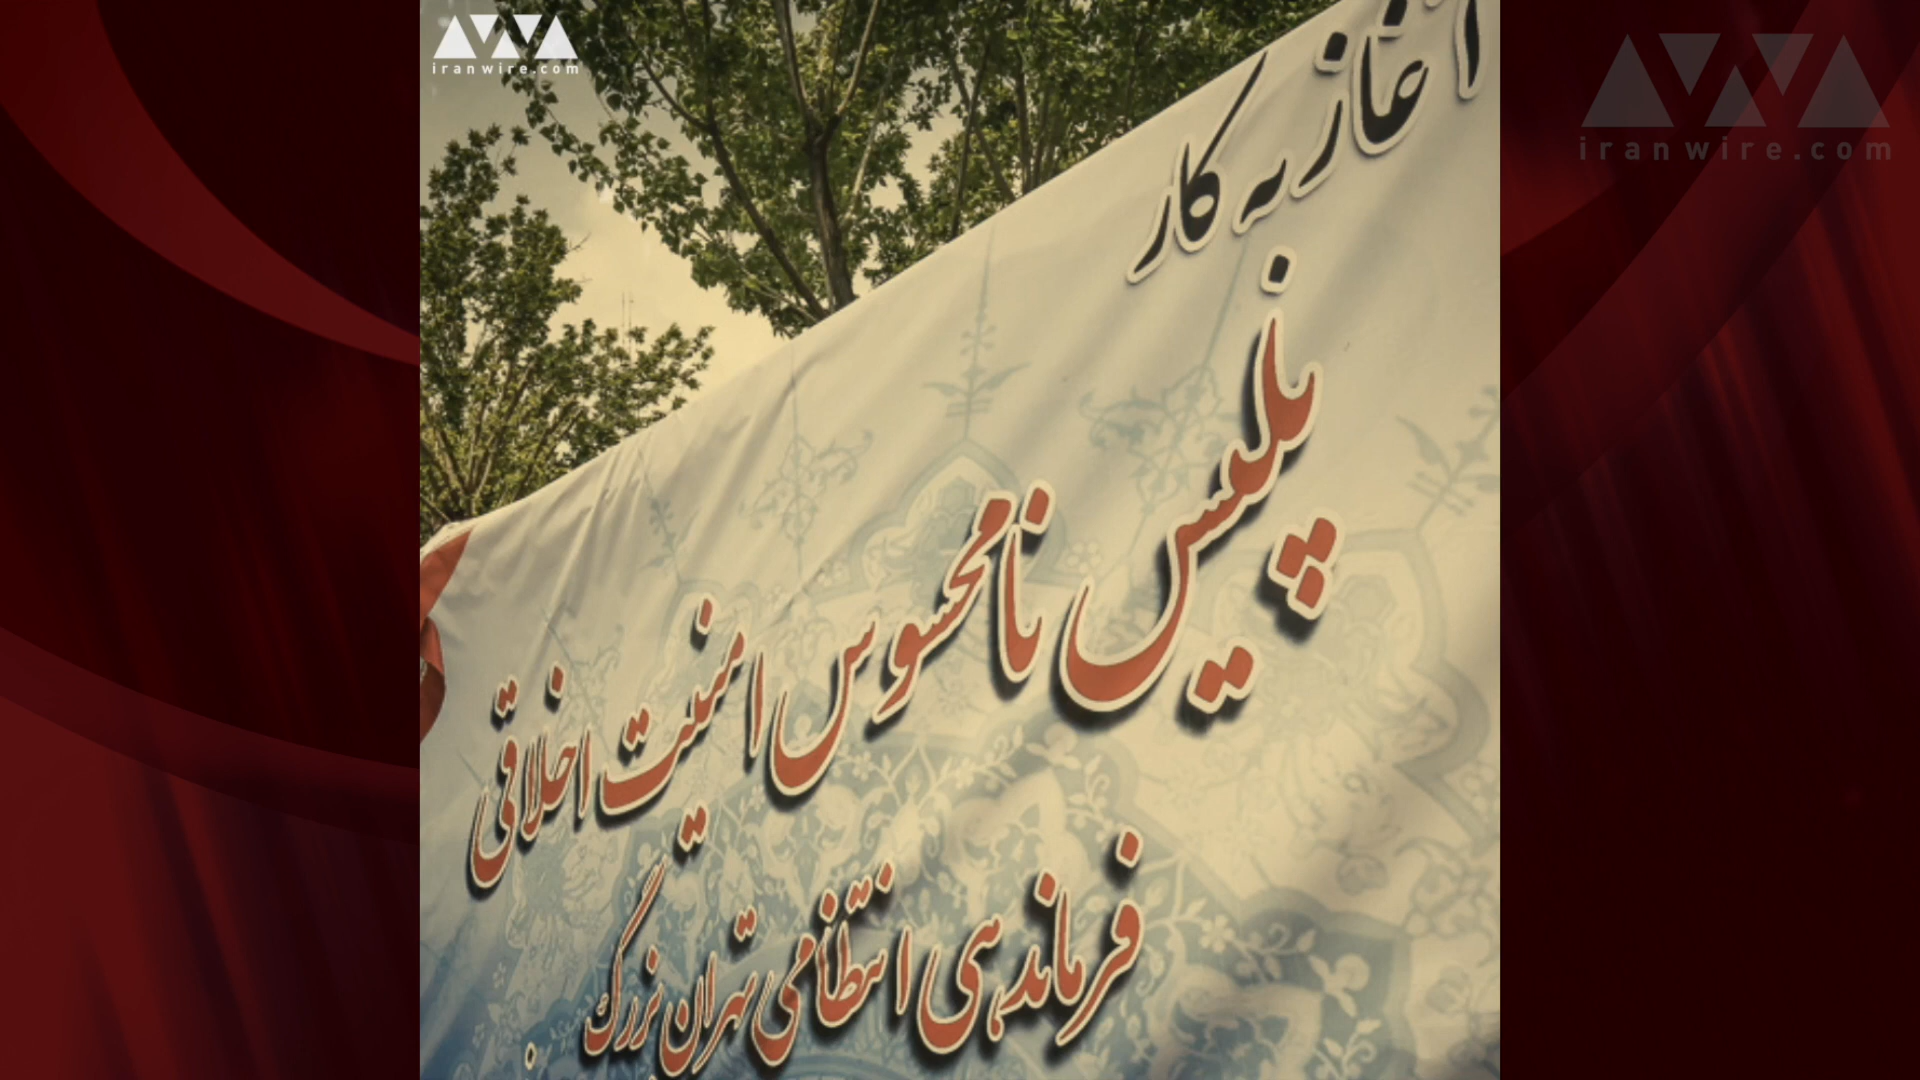 iranwire.com
iranwire.com
آغاز به کار
پلیس نامحسوس امنیت اخلاقی
فرماندهی انتظامی تهران بزرگ